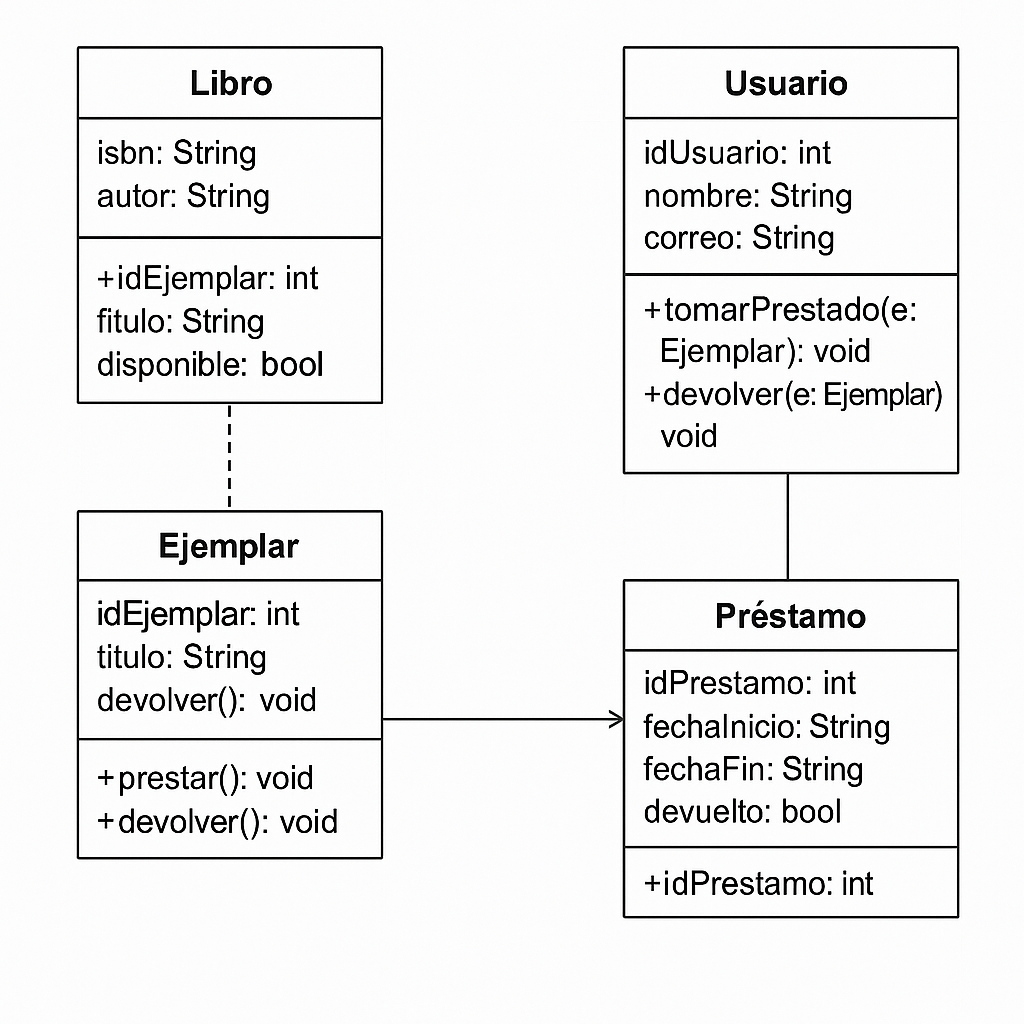 Libro
isbn: String
autor: String
+idEjemplar: int
fitulo: String
disponible: bool
Usuario
idUsuario: int
nombre: String
correo: String
+tomarPrestado(e:
Ejemplar): void
+devolver(e: Ejemplar)
void
Ejemplar
idEjemplar: int
titulo: String
devolver(): void
+prestar(): void
+devolver(): void
Préstamo
idPrestamo: int
fechaInicio: String
fechaFin: String
devuelto: bool
+idPrestamo: int